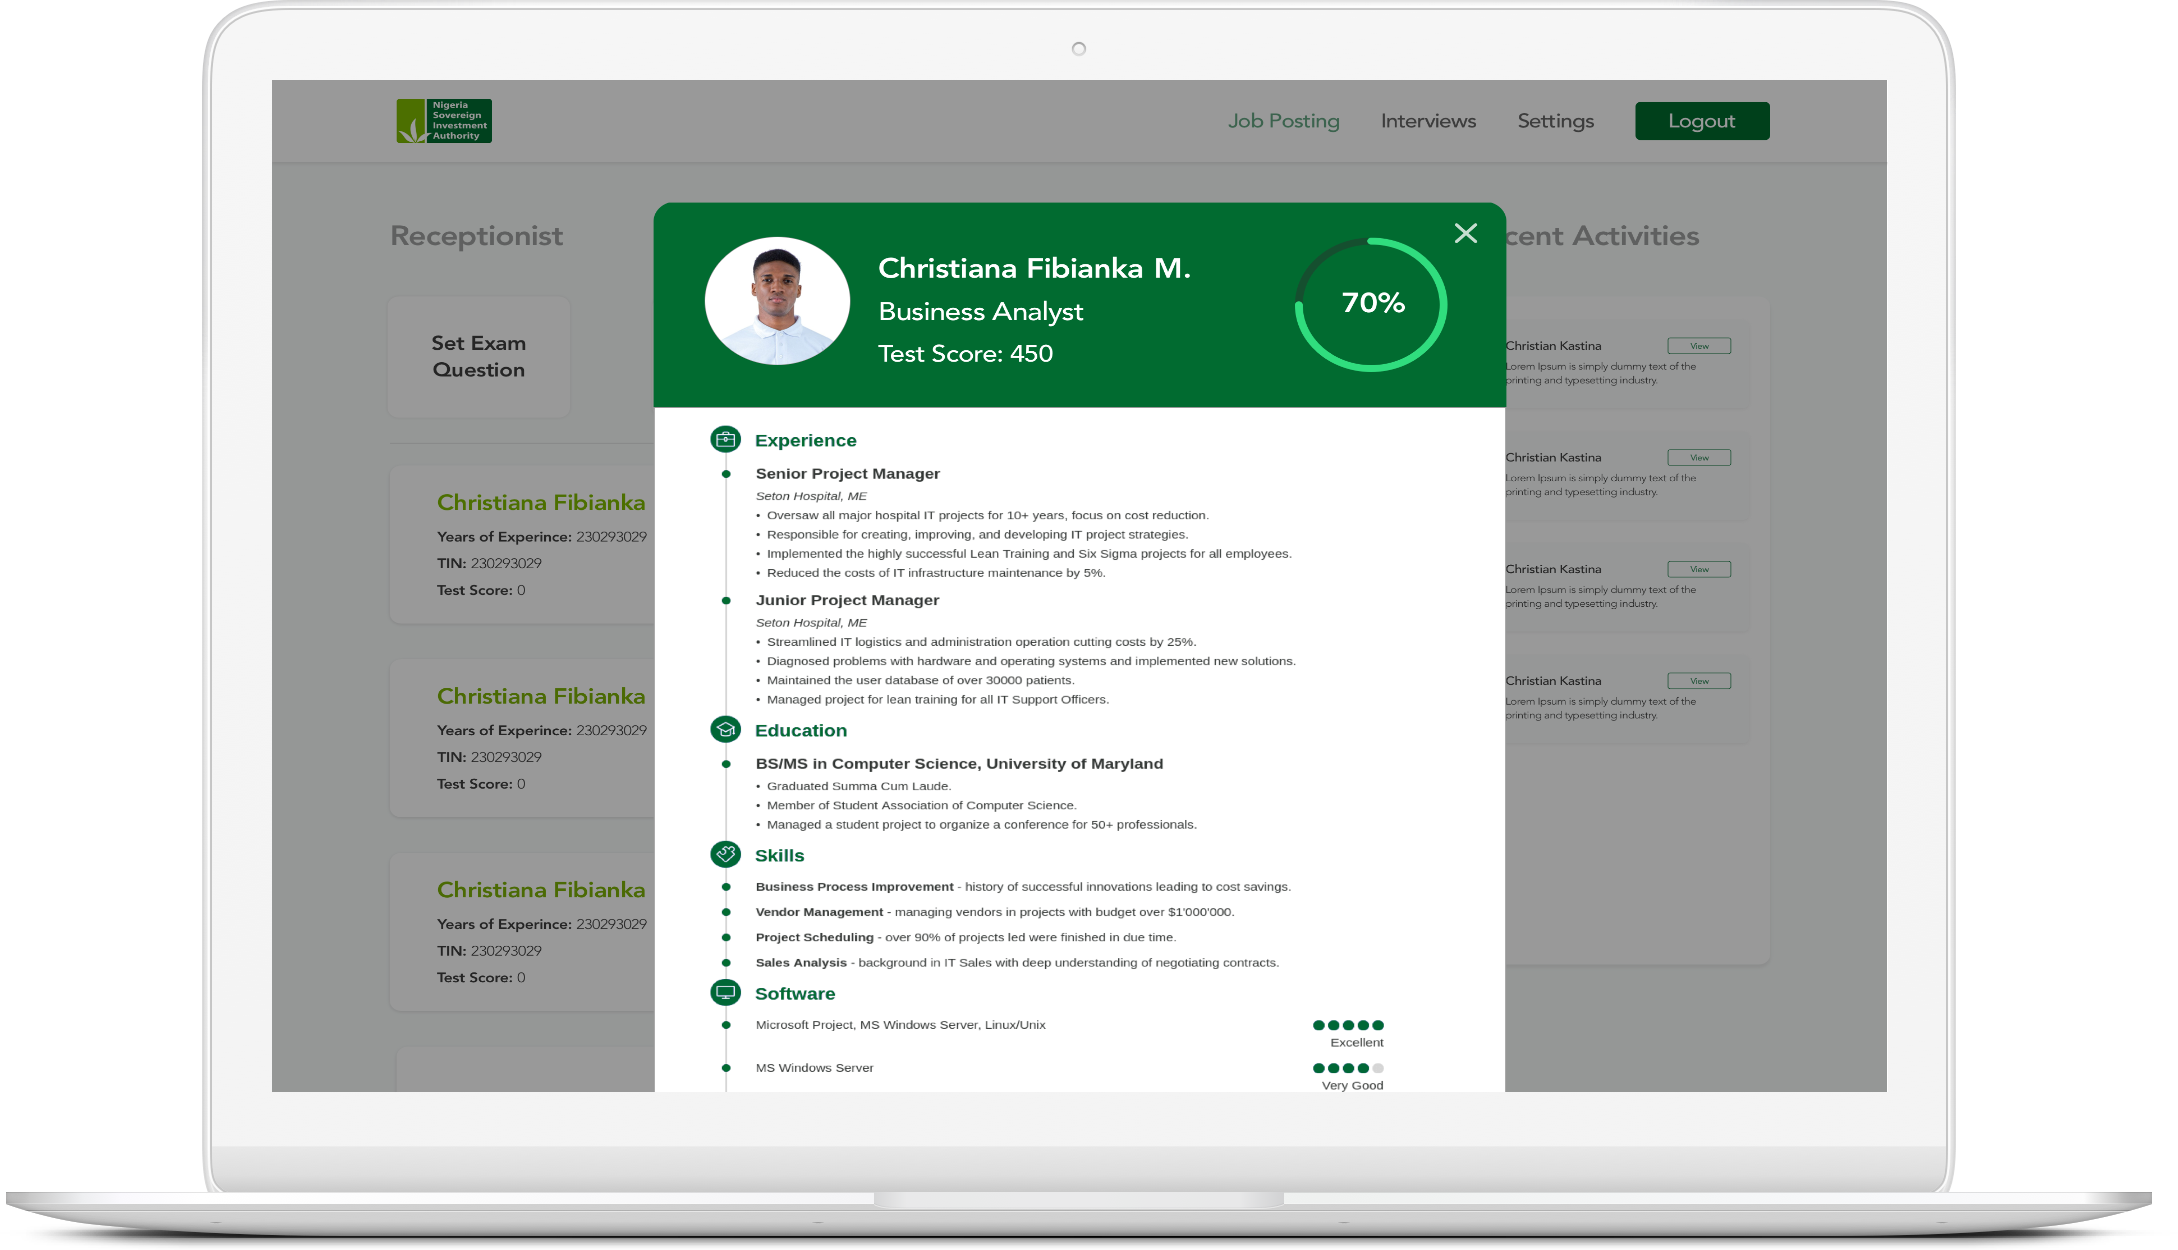 Nigeria
Sovereign
Investment
Authority
Job Posting
Interviews
Settings
Logout
Receptionist
Set Exam
Question
Christiana Fibianka
Years of Experince: 230293029
TIN: 230293029
Test Score: 0
Christiana Fibianka
Years of Experince: 230293029
TIN: 230293029
Test Score: 0
Christiana Fibianka
Years of Experince: 230293029
TIN: 230293029
Test Score: 0
Christiana Fibianka M.
Business Analyst
Test Score: 450
70%
Experience
Senior Project Manager
Seton Hospital, ME
• Oversaw all major hospital IT projects for 10+ years, focus on cost reduction.
• Responsible for creating, improving, and developing IT project strategies.
• Implemented the highly successful Lean Training and Six Sigma projects for all employees.
• Reduced the costs of IT infrastructure maintenance by 5%.
Junior Project Manager
Seton Hospital, ME
• Streamlined IT logistics and administration operation cutting costs by 25%.
• Diagnosed problems with hardware and operating systems and implemented new solutions.
• Maintained the user database of over 30000 patients.
• Managed project for lean training for all IT Support Officers.
Education
BS/MS in Computer Science, University of Maryland
• Graduated Summa Cum Laude.
• Member of Student Association of Computer Science.
• Managed a student project to organize a conference for 50+ professionals.
Skills
Business Process Improvement - history of successful innovations leading to cost savings.
Vendor Management - managing vendors in projects with budget over $1'000'000.
Project Scheduling - over 90% of projects led were finished in due time.
Sales Analysis - background in IT Sales with deep understanding of negotiating contracts.
Software
Microsoft Project, MS Windows Server, Linux/Unix
Excellent
MS Windows Server
Very Good
cent Activities
Christian Kastina
View
Lorem Ipsum is simply dummy text of the
printing and typesetting industry.
Christian Kastina
View
Lorem Ipsum is simply dummy text of the
printing and typesetting industry.
Christian Kastina
View
Lorem Ipsum is simply dummy text of the
printing and typesetting industry.
Christian Kastina
View
Lorem Ipsum is simply dummy text of the
printing and typesetting industry.